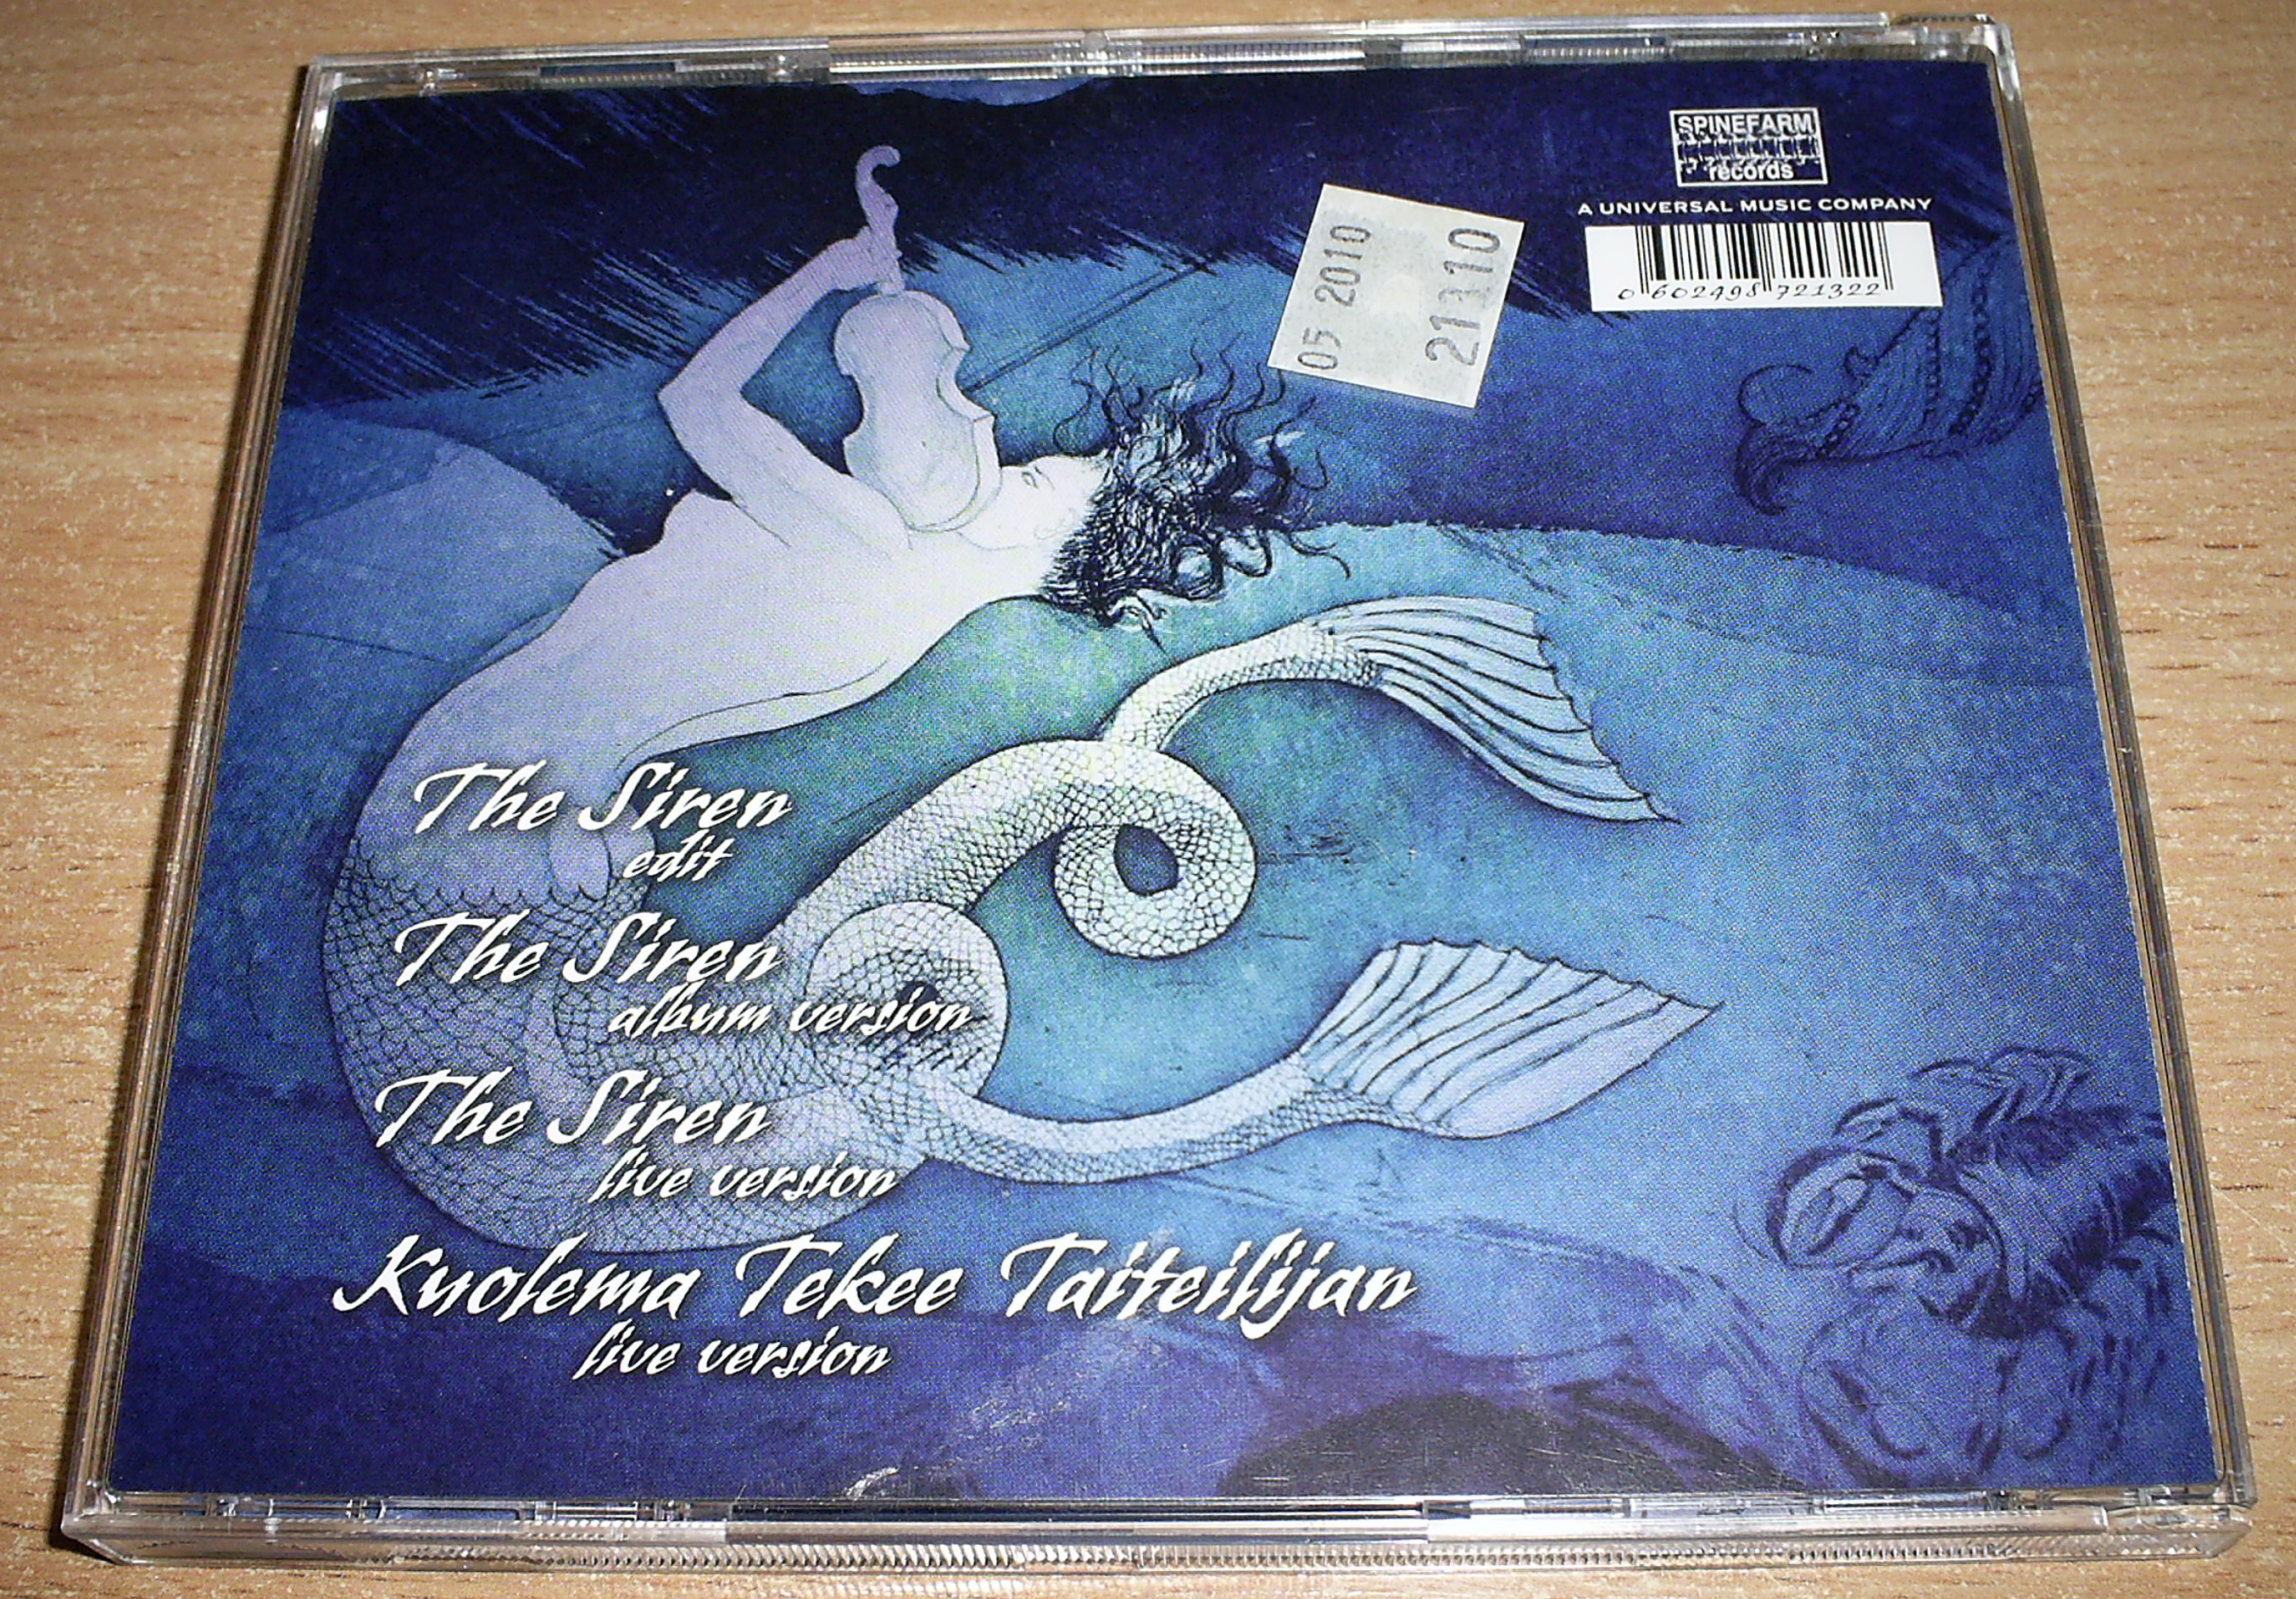 SPINEFARM
records
A UNIVERSAL MUSIC COMPANY
0 602498 721322
05 2010
21310
The Siren
edit
The Siren
album version
The Siren
live version
Kuolema Tekee Taiteilijan
live version